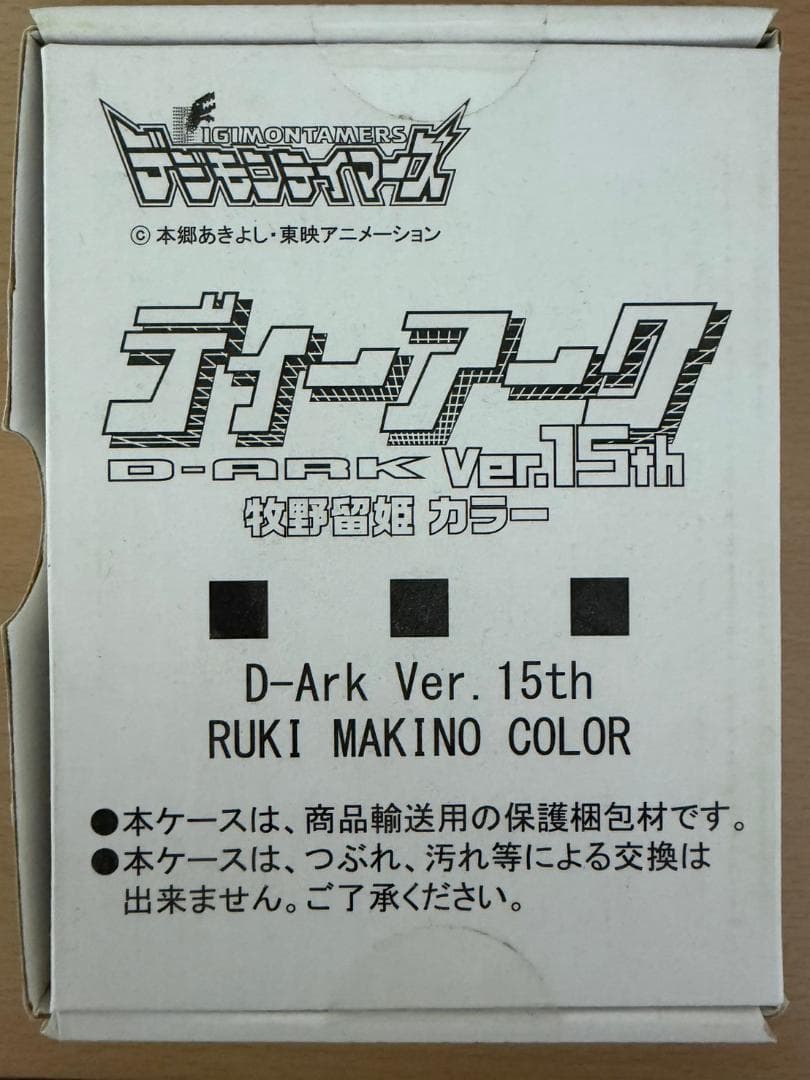 DIGIMONTAMERS
デジモンテイマーズ
© 本郷あきよし・東映アニメーション
ディーアーク
D-ARK Ver.15th
牧野留姫 カラー
D-Ark Ver.15th
RUKI MAKINO COLOR
●本ケースは、商品輸送用の保護梱包材です。
●本ケースは、つぶれ、汚れ等による交換は
出来ません。ご了承ください。